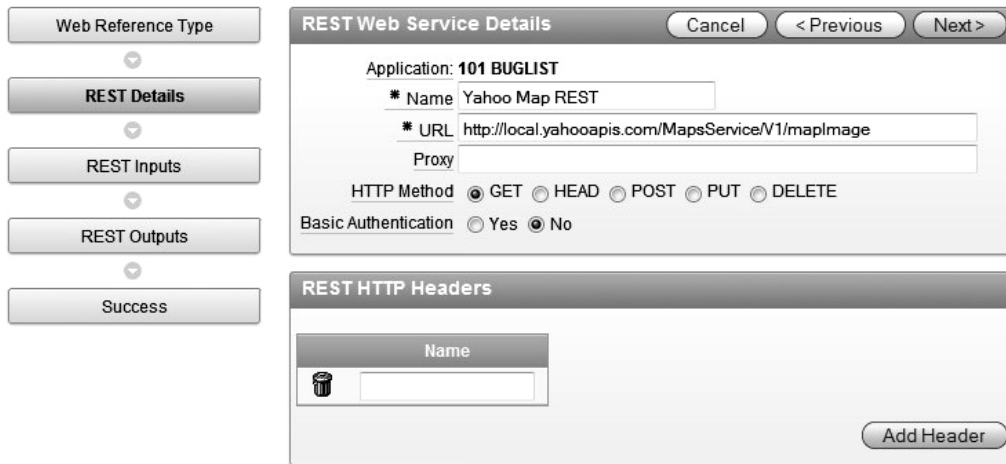 Web Reference Type
REST Details
REST Inputs
REST Outputs
Success
REST Web Service Details
Cancel
< Previous
Next >
Application: 101 BUGLIST
* Name Yahoo Map REST
* URL http://local.yahooapis.com/MapsService/V1/mapImage
Proxy
HTTP Method GET HEAD POST PUT DELETE
Basic Authentication Yes No
REST HTTP Headers
Name
Add Header